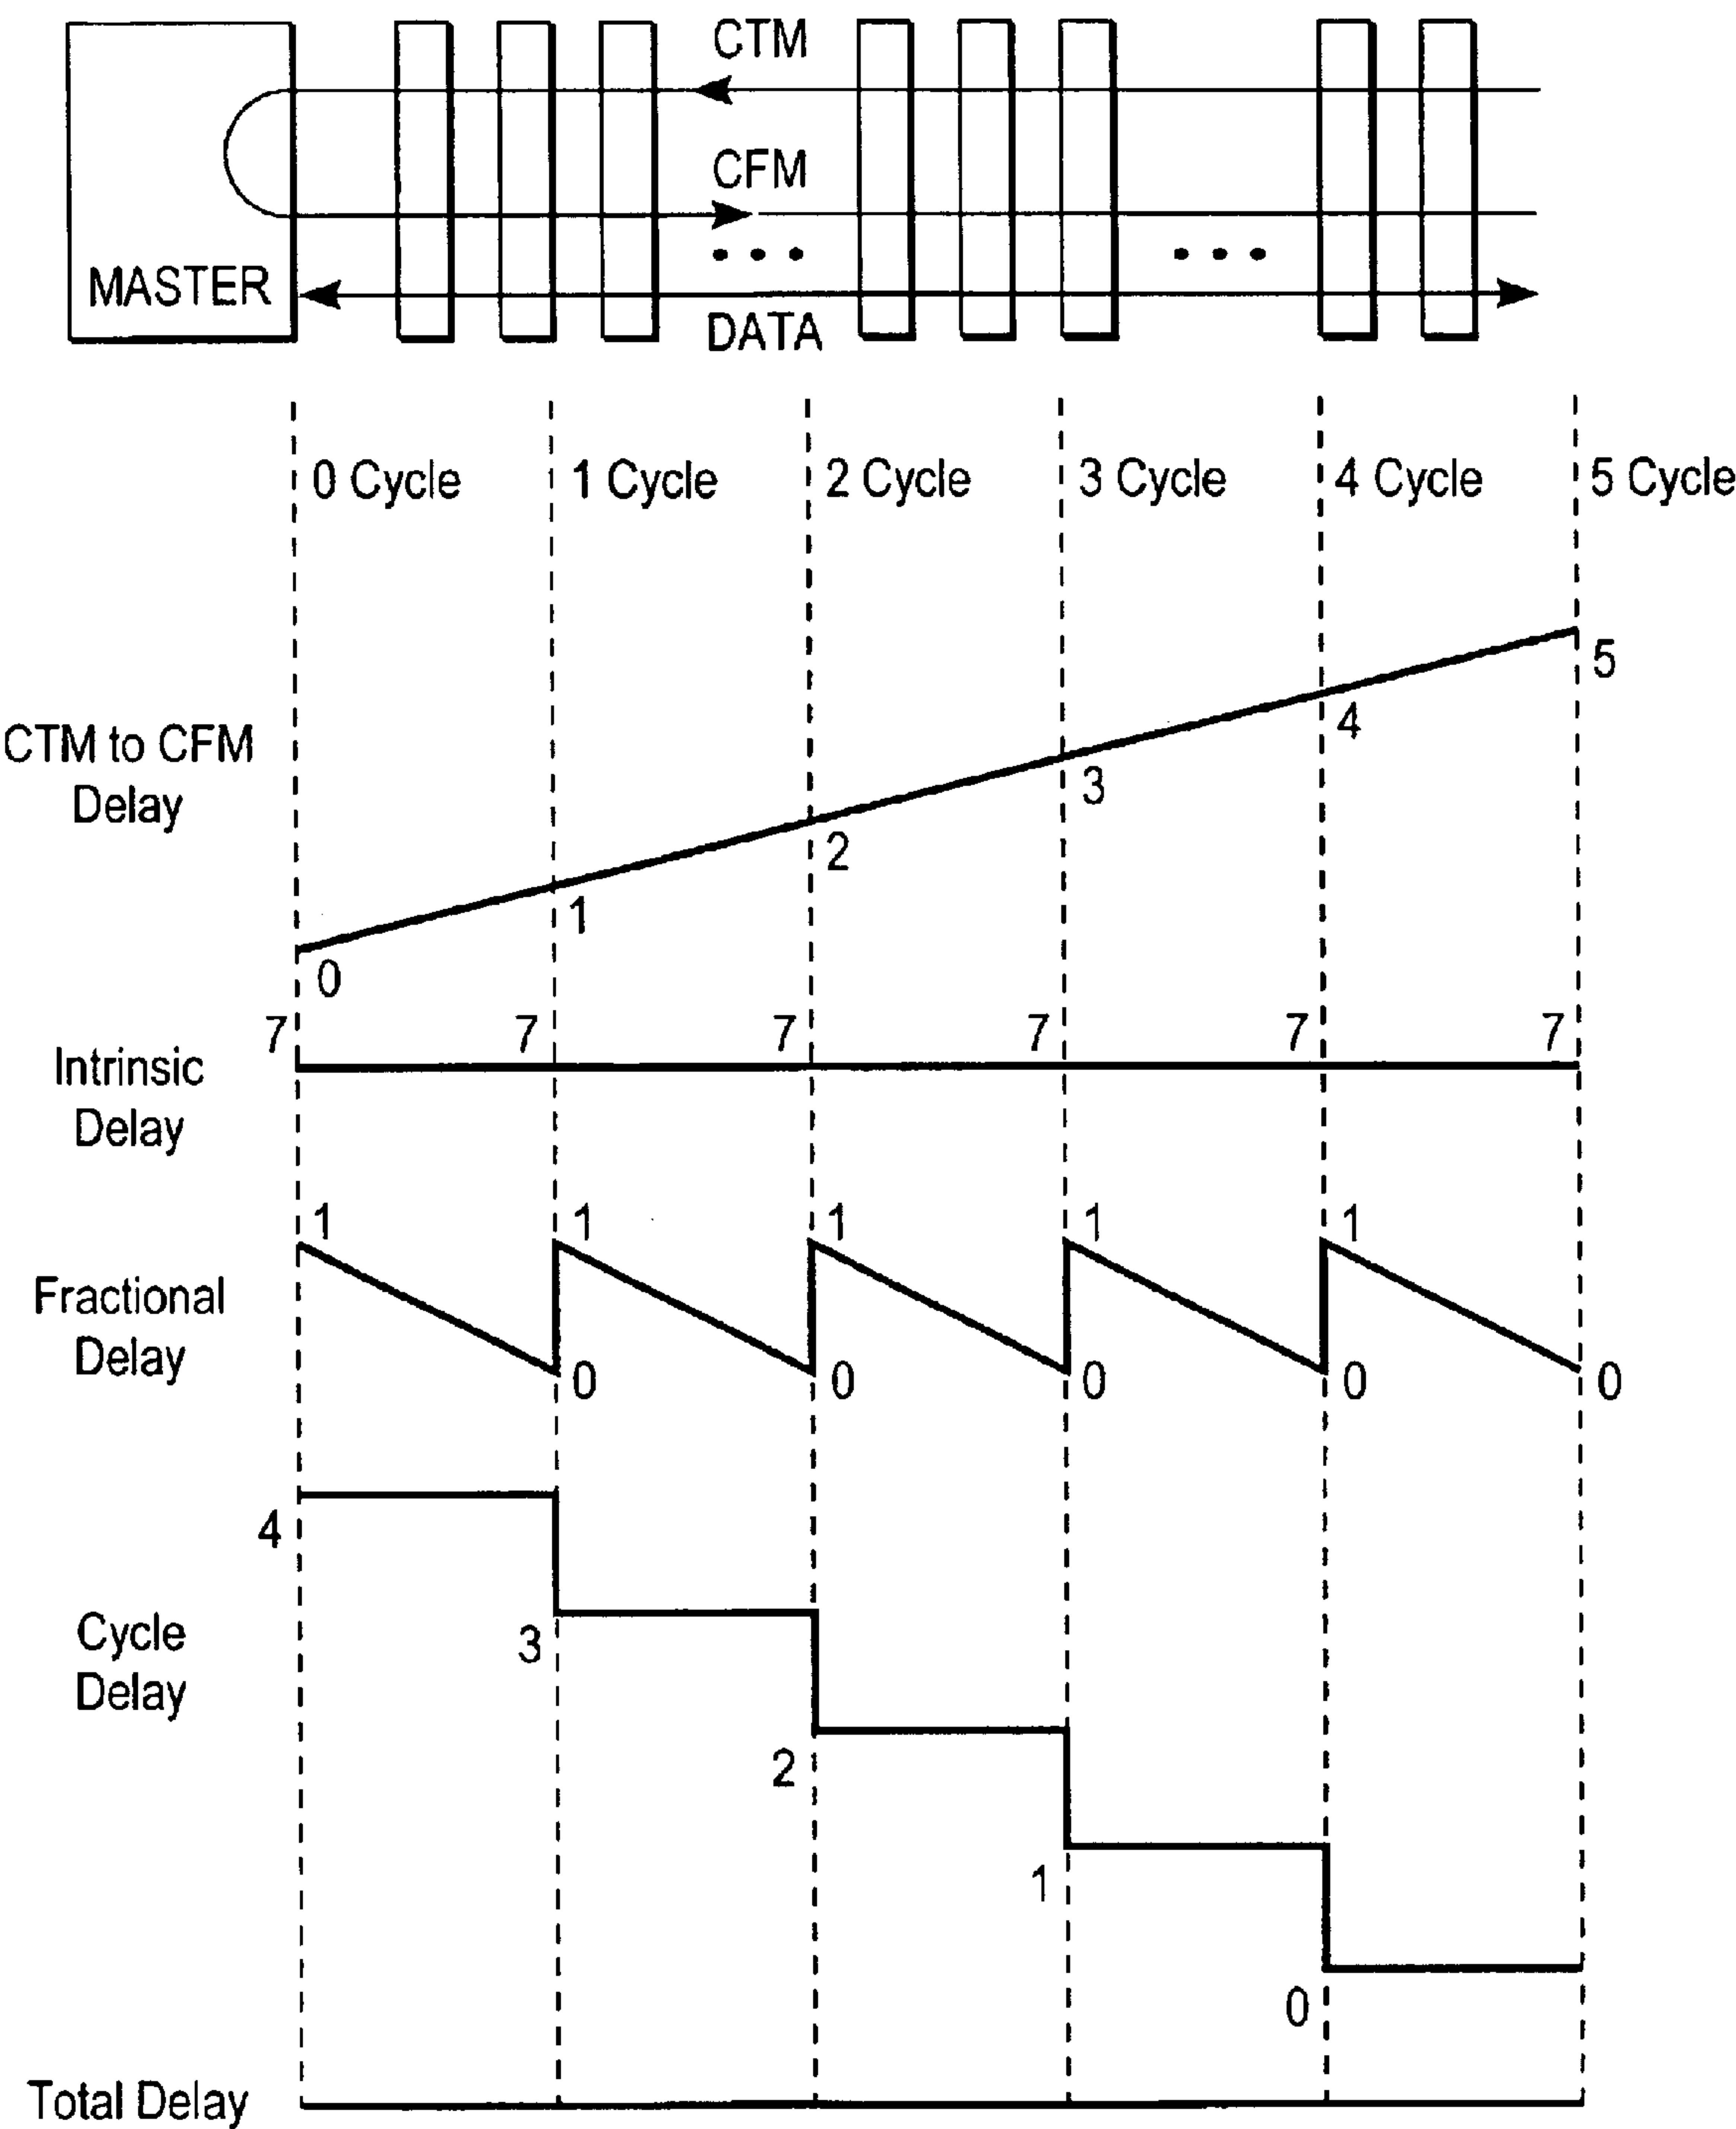 CTM
CFM
MASTER
DATA
0 Cycle 1 Cycle 2 Cycle 3 Cycle 4 Cycle 5 Cycle
CTM to CFM
Delay
5
4
3
2
1
0
7 7 7 7 7 7
Intrinsic
Delay
1 1 1 1 1
Fractional
Delay
0 0 0 0 0
4
3
Cycle
Delay
2
1
0
Total Delay